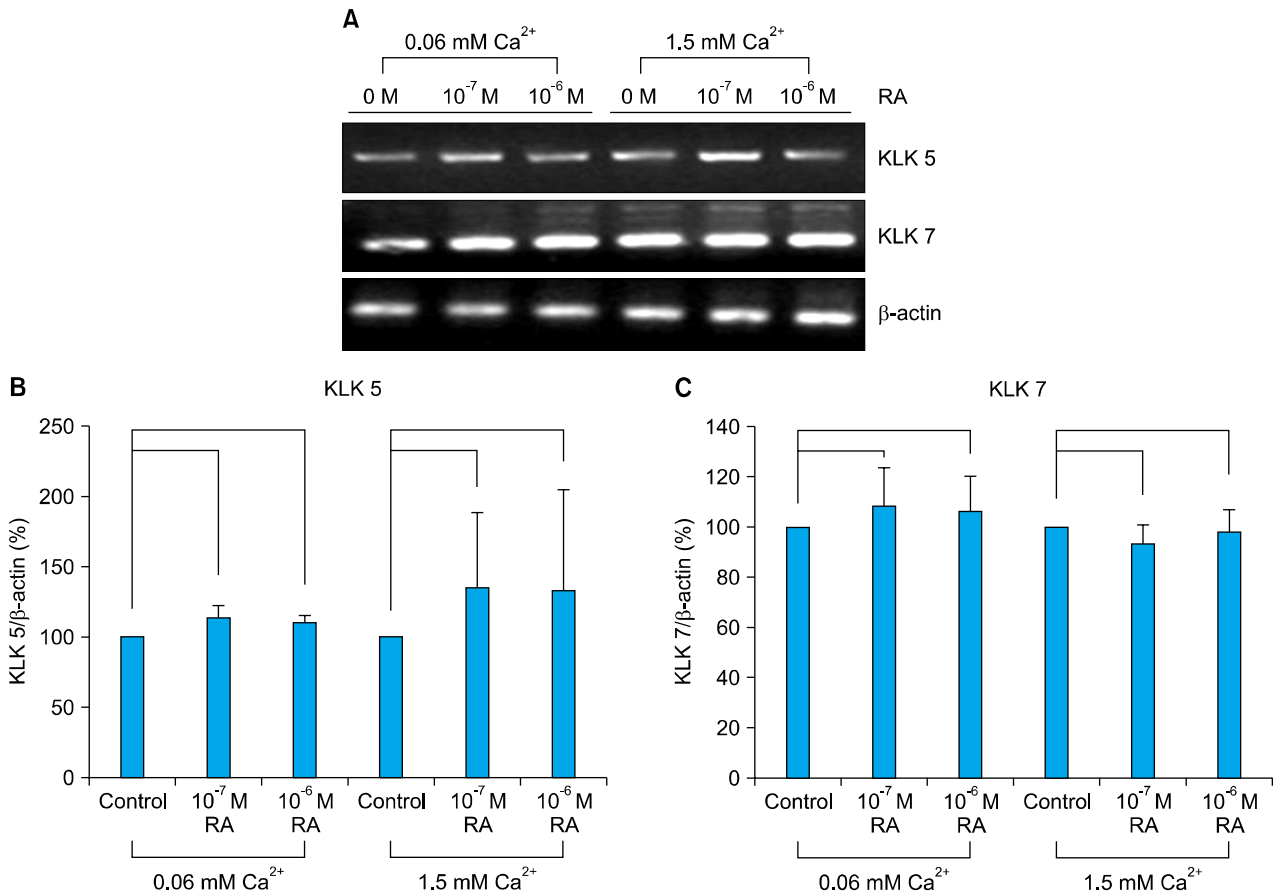 A
0.06 mM Ca²⁺ 1.5 mM Ca²⁺
0 M 10⁻⁷ M 10⁻⁶ M 0 M 10⁻⁷ M 10⁻⁶ M RA
KLK 5
KLK 7
β-actin
B KLK 5
KLK 5/β-actin (%)
250
200
150
100
50
0
Control 10⁻⁷ M RA 10⁻⁶ M RA Control 10⁻⁷ M RA 10⁻⁶ M RA
0.06 mM Ca²⁺ 1.5 mM Ca²⁺
C KLK 7
KLK 7/β-actin (%)
140
120
100
80
60
40
20
0
Control 10⁻⁷ M RA 10⁻⁶ M RA Control 10⁻⁷ M RA 10⁻⁶ M RA
0.06 mM Ca²⁺ 1.5 mM Ca²⁺